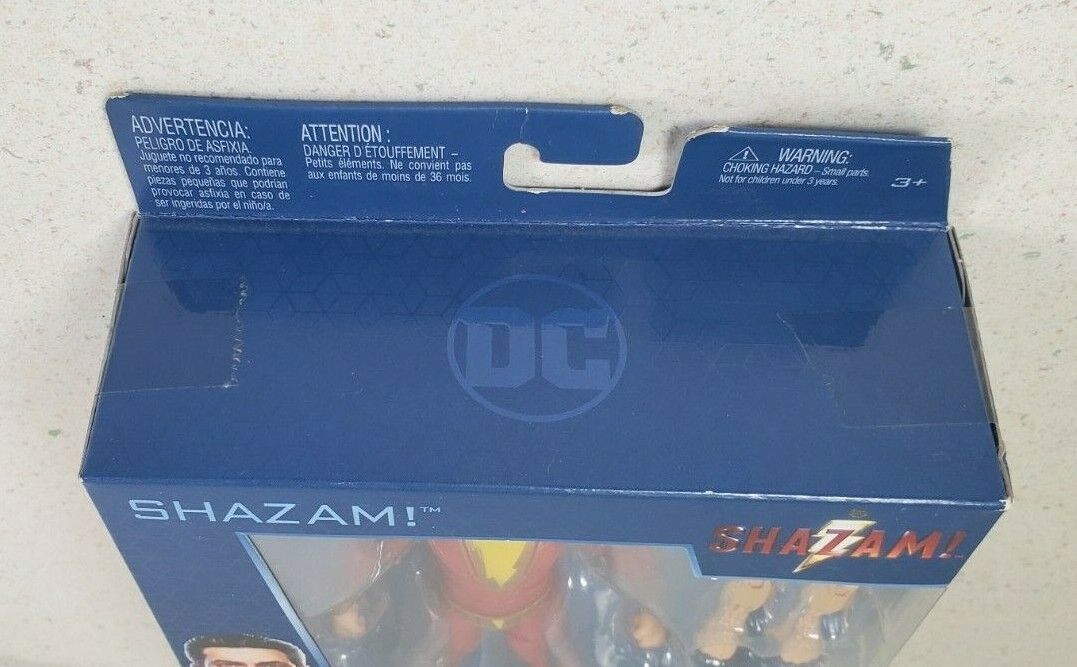 ADVERTENCIA:
PELIGRO DE ASFIXIA.
Juguete no recomendado para
menores de 3 años. Contiene
piezas pequeñas que podrían
provocar asfixia en caso de
ser ingeridas por el niño/a.
ATTENTION :
DANGER D'ÉTOUFFEMENT –
Petits éléments. Ne convient pas
aux enfants de moins de 36 mois.
WARNING:
CHOKING HAZARD – Small parts.
Not for children under 3 years.
3+
DC
SHAZAM!™
SHAZAM!